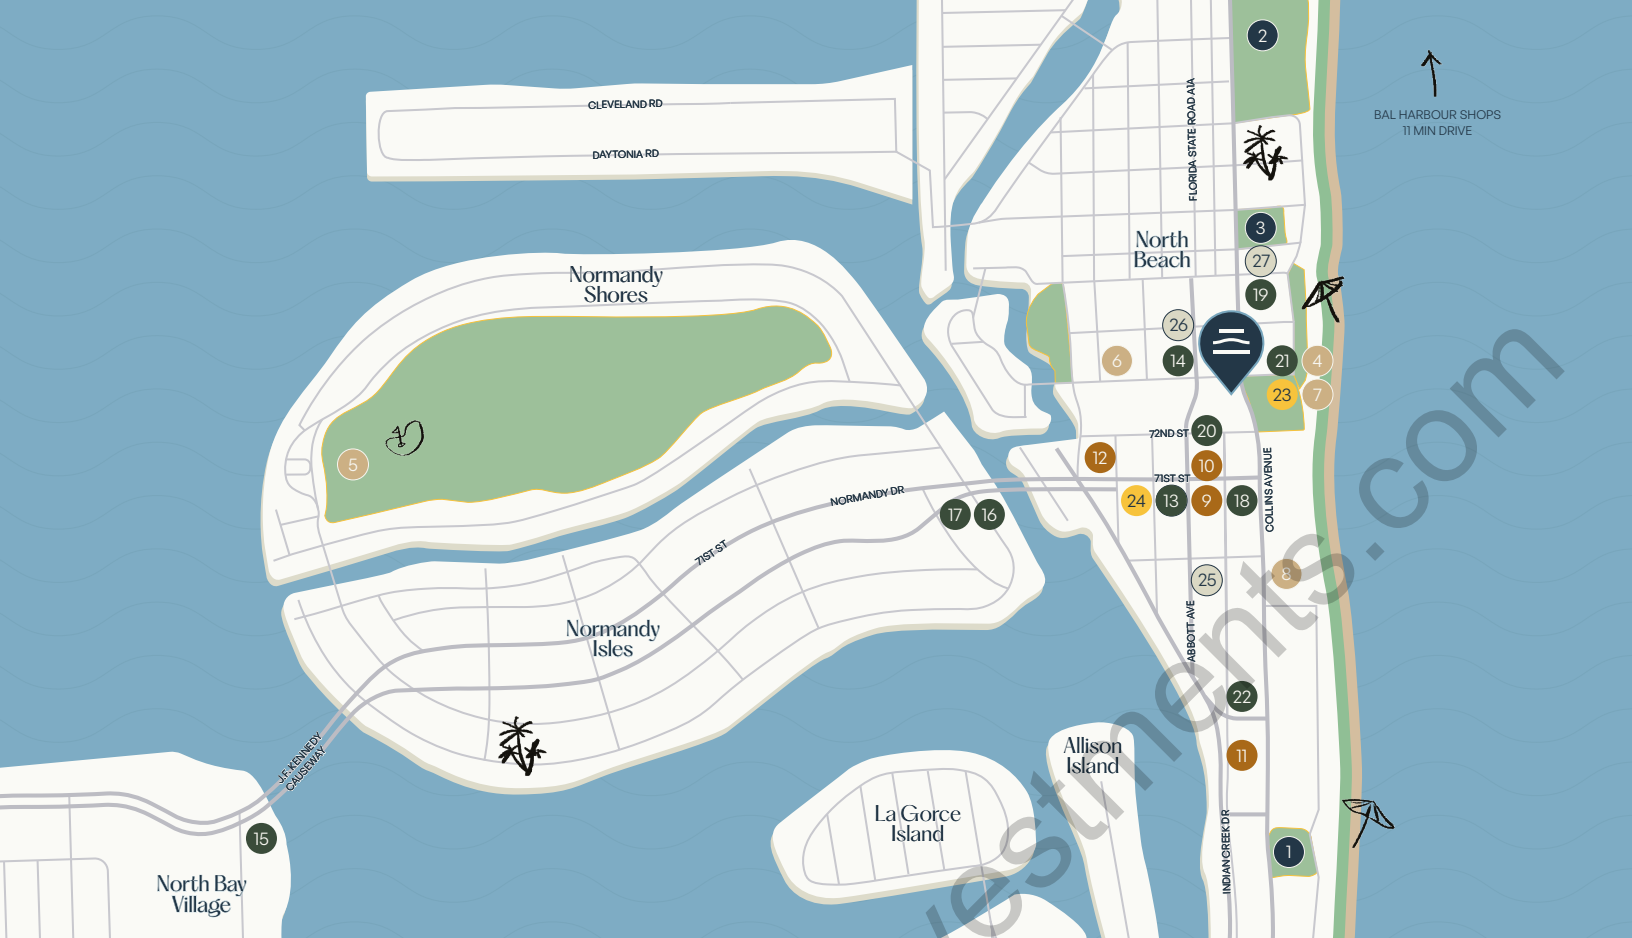 2
BAL HARBOUR SHOPS
11 MIN DRIVE
CLEVELAND RD
DAYTONIA RD
FLORIDA STATE ROAD A1A
3
North
Beach
27
19
Normandy
Shores
26
6
14
21
4
23
7
5
72ND ST
20
12
10
71ST ST
COLLINS AVENUE
NORMANDY DR
17
16
24
13
9
18
71ST ST
25
8
ABBOTT AVE
Normandy
Isles
22
11
J.F. KENNEDY
CAUSEWAY
Allison
Island
La Gorce
Island
15
North Bay
Village
INDIAN CREEK DR
1
vestments.com